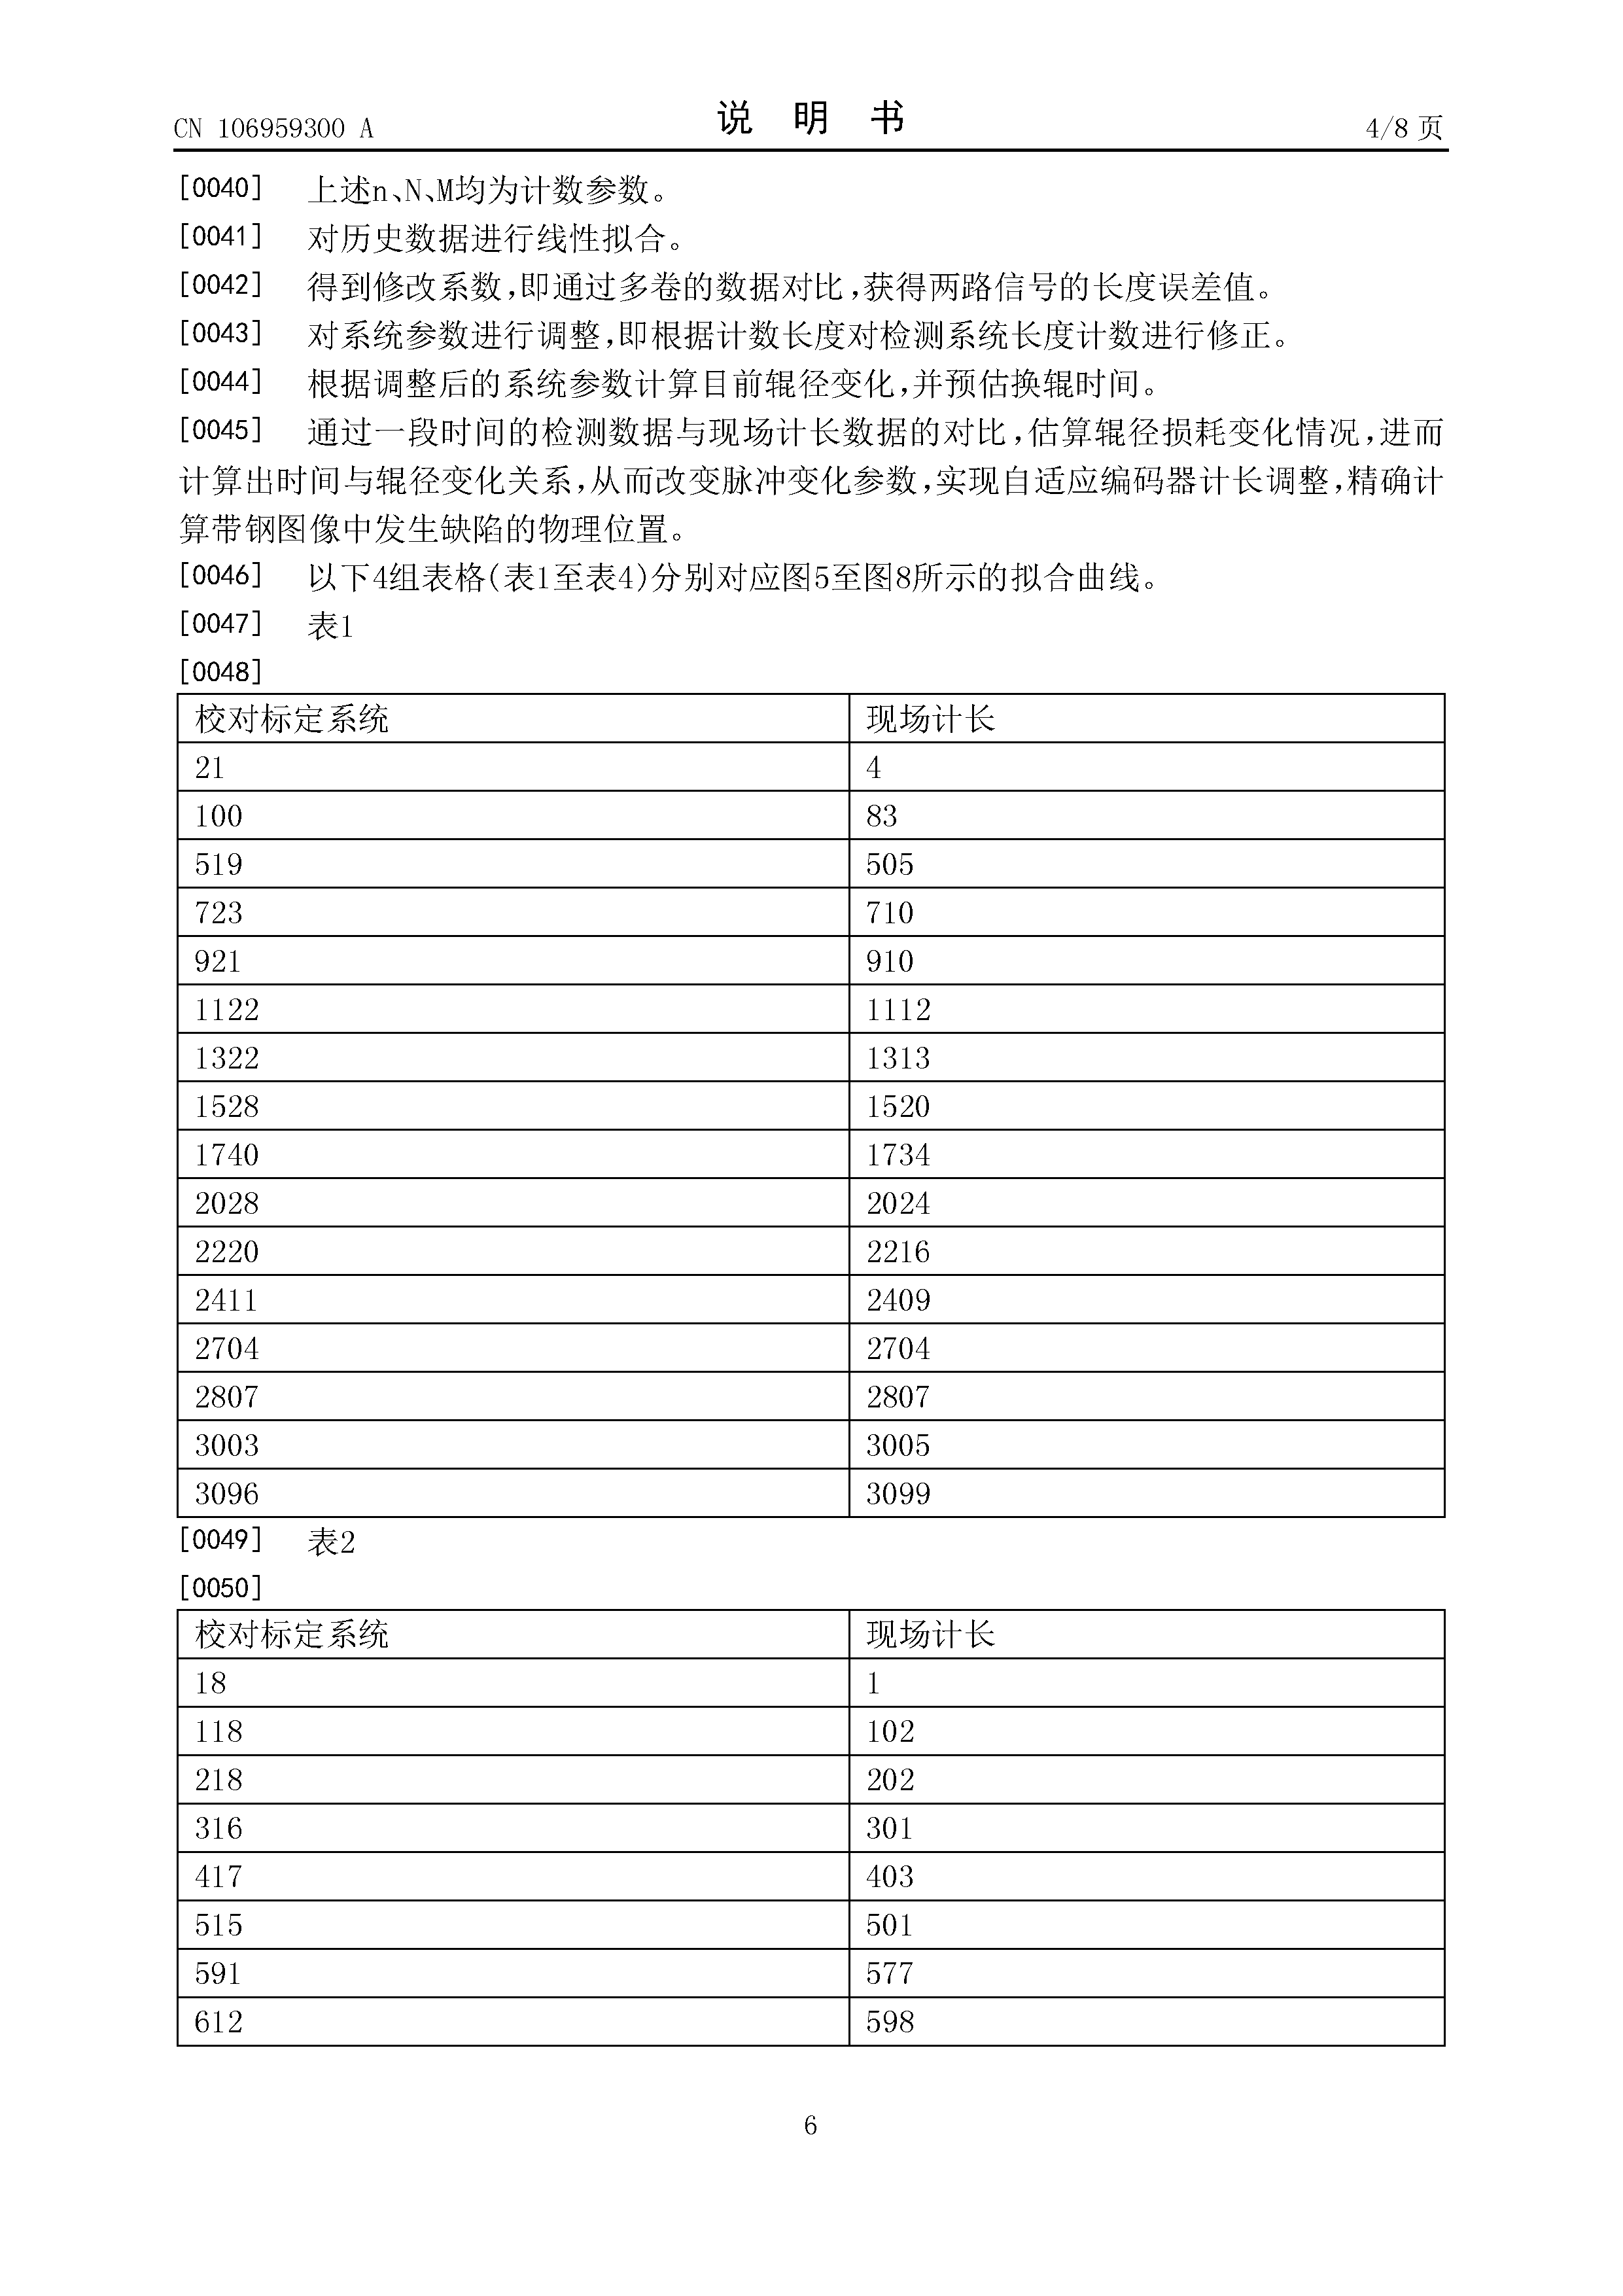 CN 106959300 A
说 明 书
4/8 页
[0040] 上述n、N、M均为计数参数。
[0041] 对历史数据进行线性拟合。
[0042] 得到修改系数,即通过多卷的数据对比,获得两路信号的长度误差值。
[0043] 对系统参数进行调整,即根据计数长度对检测系统长度计数进行修正。
[0044] 根据调整后的系统参数计算目前辊径变化,并预估换辊时间。
[0045] 通过一段时间的检测数据与现场计长数据的对比,估算辊径损耗变化情况,进而
计算出时间与辊径变化关系,从而改变脉冲变化参数,实现自适应编码器计长调整,精确计
算带钢图像中发生缺陷的物理位置。
[0046] 以下4组表格(表1至表4)分别对应图5至图8所示的拟合曲线。
[0047] 表1
[0048]
校对标定系统 现场计长
21 4
100 83
519 505
723 710
921 910
1122 1112
1322 1313
1528 1520
1740 1734
2028 2024
2220 2216
2411 2409
2704 2704
2807 2807
3003 3005
3096 3099
[0049] 表2
[0050]
校对标定系统 现场计长
18 1
118 102
218 202
316 301
417 403
515 501
591 577
612 598
6